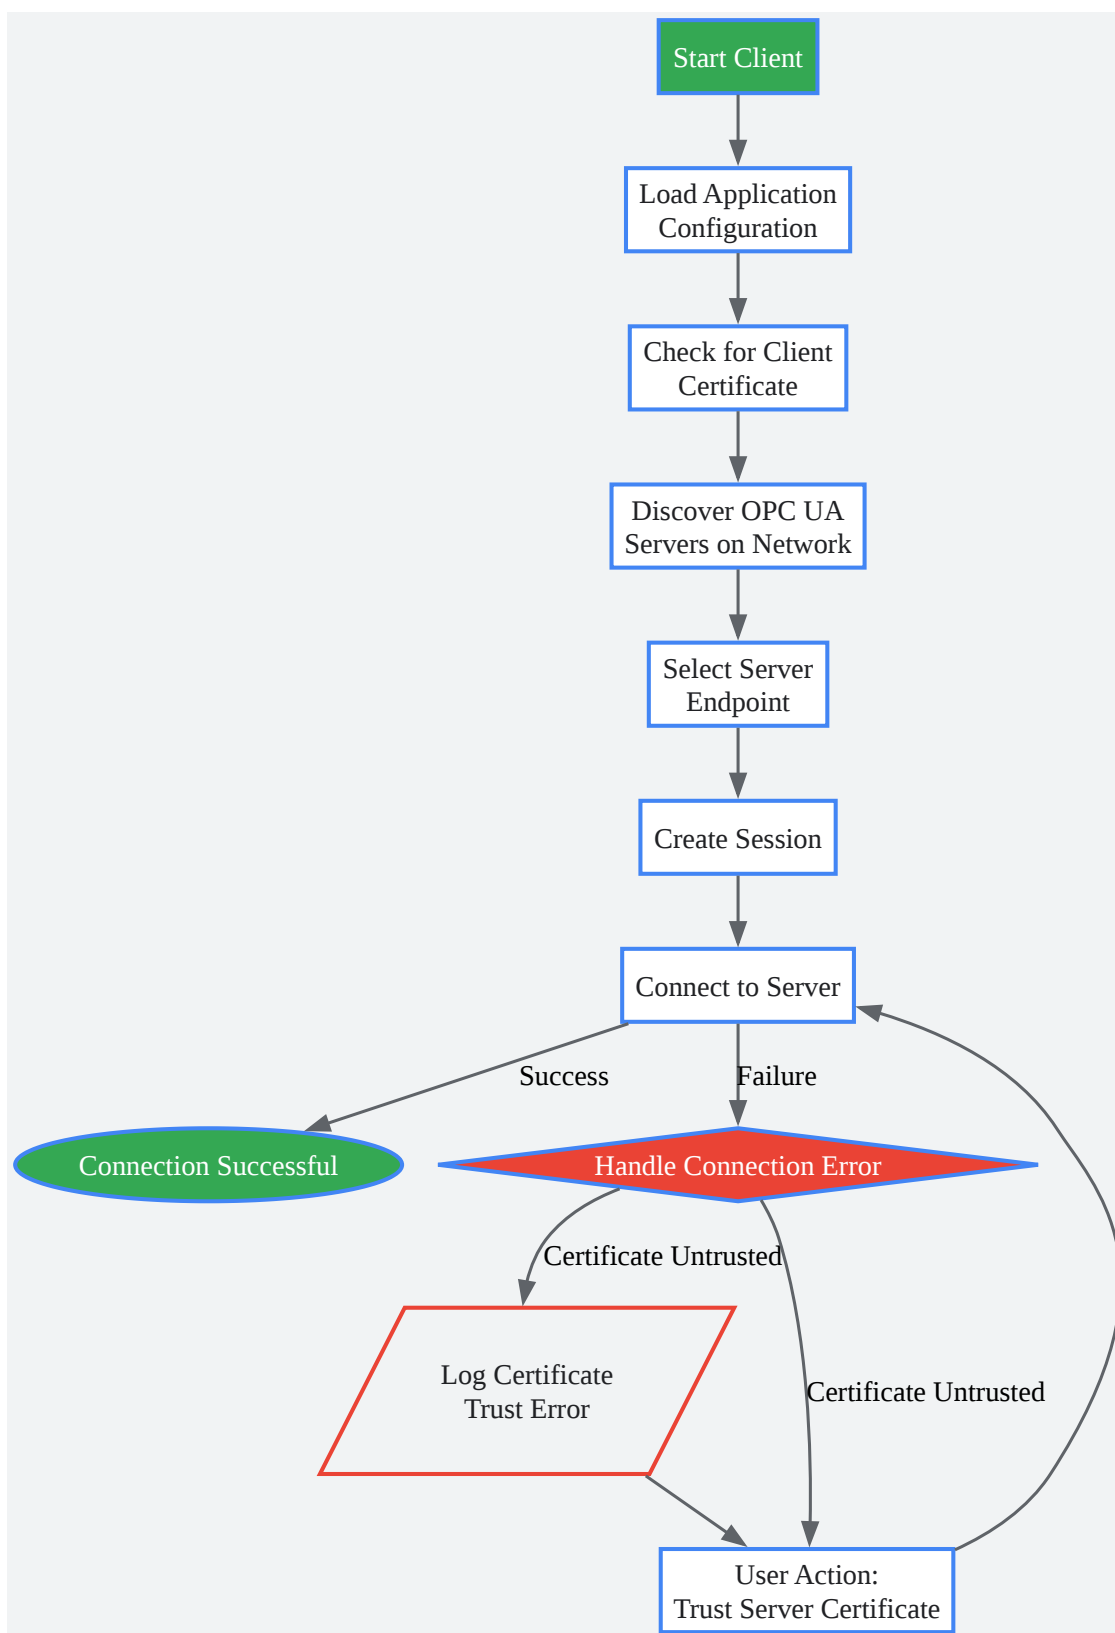 Start Client
Load Application
Configuration
Check for Client
Certificate
Discover OPC UA
Servers on Network
Select Server
Endpoint
Create Session
Connect to Server
Success
Failure
Connection Successful
Handle Connection Error
Certificate Untrusted
Log Certificate
Trust Error
Certificate Untrusted
User Action:
Trust Server Certificate